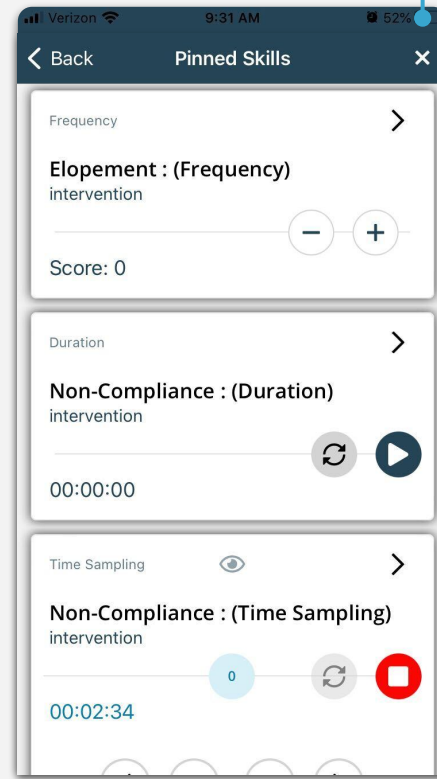 Verizon 9:31 AM 52%
Back Pinned Skills
Frequency
Elopement : (Frequency)
intervention
Score: 0
Duration
Non-Compliance : (Duration)
intervention
00:00:00
Time Sampling
Non-Compliance : (Time Sampling)
intervention
0
00:02:34